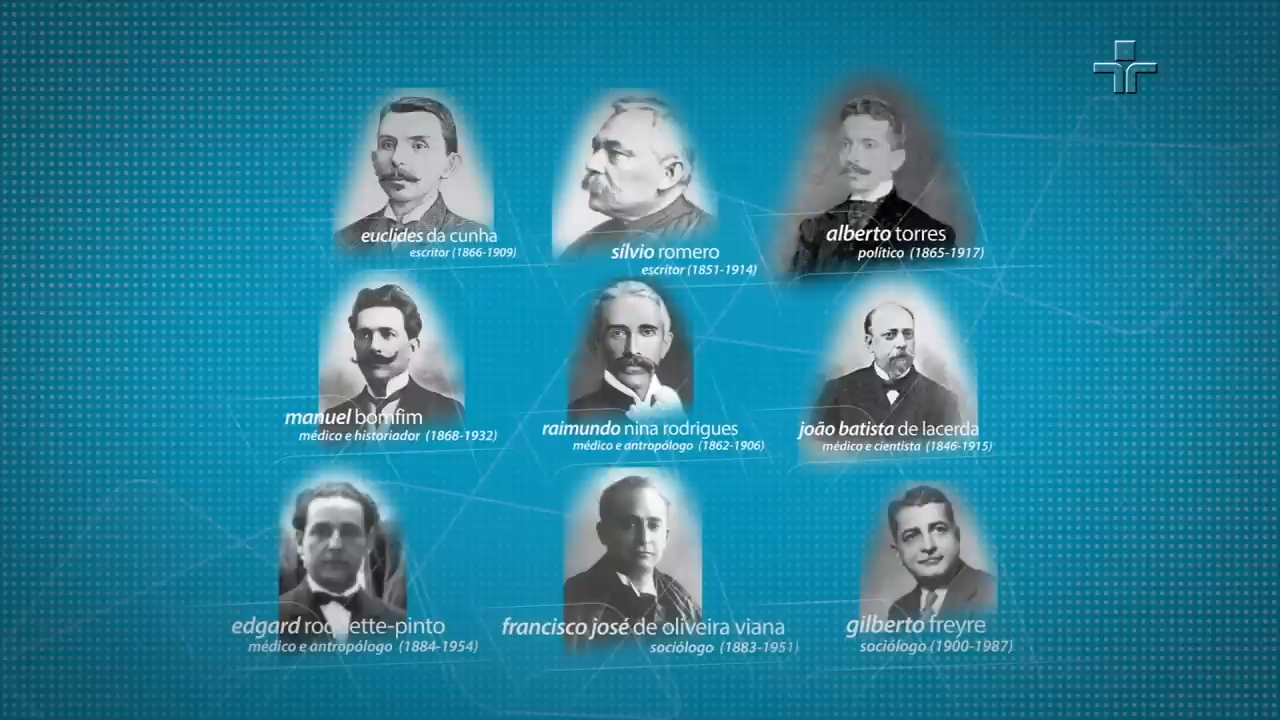 euclides da cunha
escritor (1866-1909)
sílvio romero
escritor (1851-1914)
alberto torres
político (1865-1917)
manuel bomfim
médico e historiador (1868-1932)
raimundo nina rodrigues
médico e antropólogo (1862-1906)
joão batista de lacerda
médico e cientista (1846-1915)
edgard roquette-pinto
médico e antropólogo (1884-1954)
francisco josé de oliveira viana
sociólogo (1883-1951)
gilberto freyre
sociólogo (1900-1987)